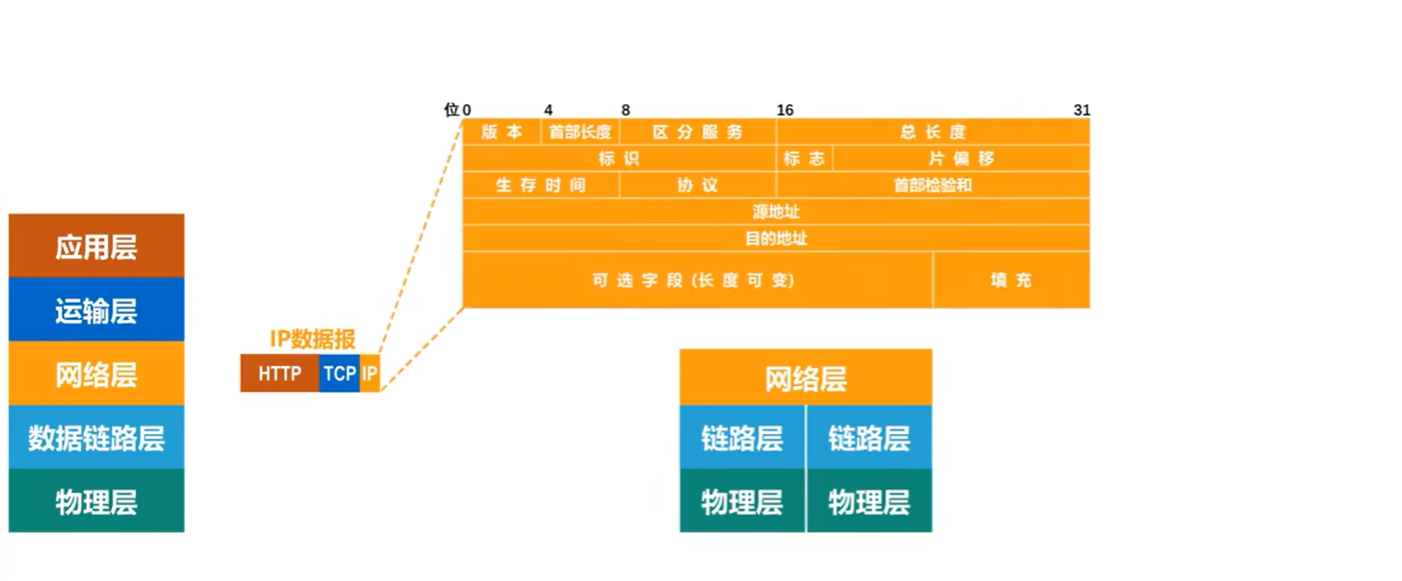 位 0 4 8 16 31
版 本 首部长度 区 分 服 务 总 长 度
标 识 标 志 片 偏 移
生 存 时 间 协 议 首部检验和
源地址
目的地址
可 选 字 段 (长 度 可 变) 填 充
应用层
运输层
网络层
数据链路层
物理层
IP数据报
HTTP TCP IP
网络层
链路层 链路层
物理层 物理层